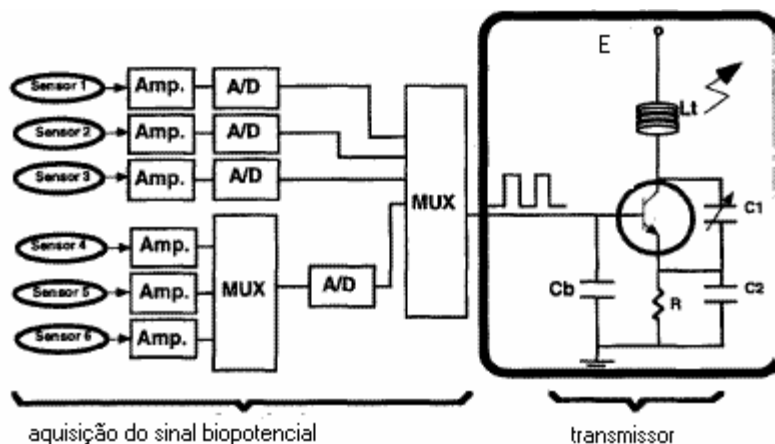 Sensor 1
Amp.
A/D
Sensor 2
Amp.
A/D
Sensor 3
Amp.
A/D
MUX
Sensor 4
Amp.
Sensor 5
Amp.
MUX
A/D
Sensor 6
Amp.
E
Lt
C1
Cb
R
C2
aquisição do sinal biopotencial
transmissor